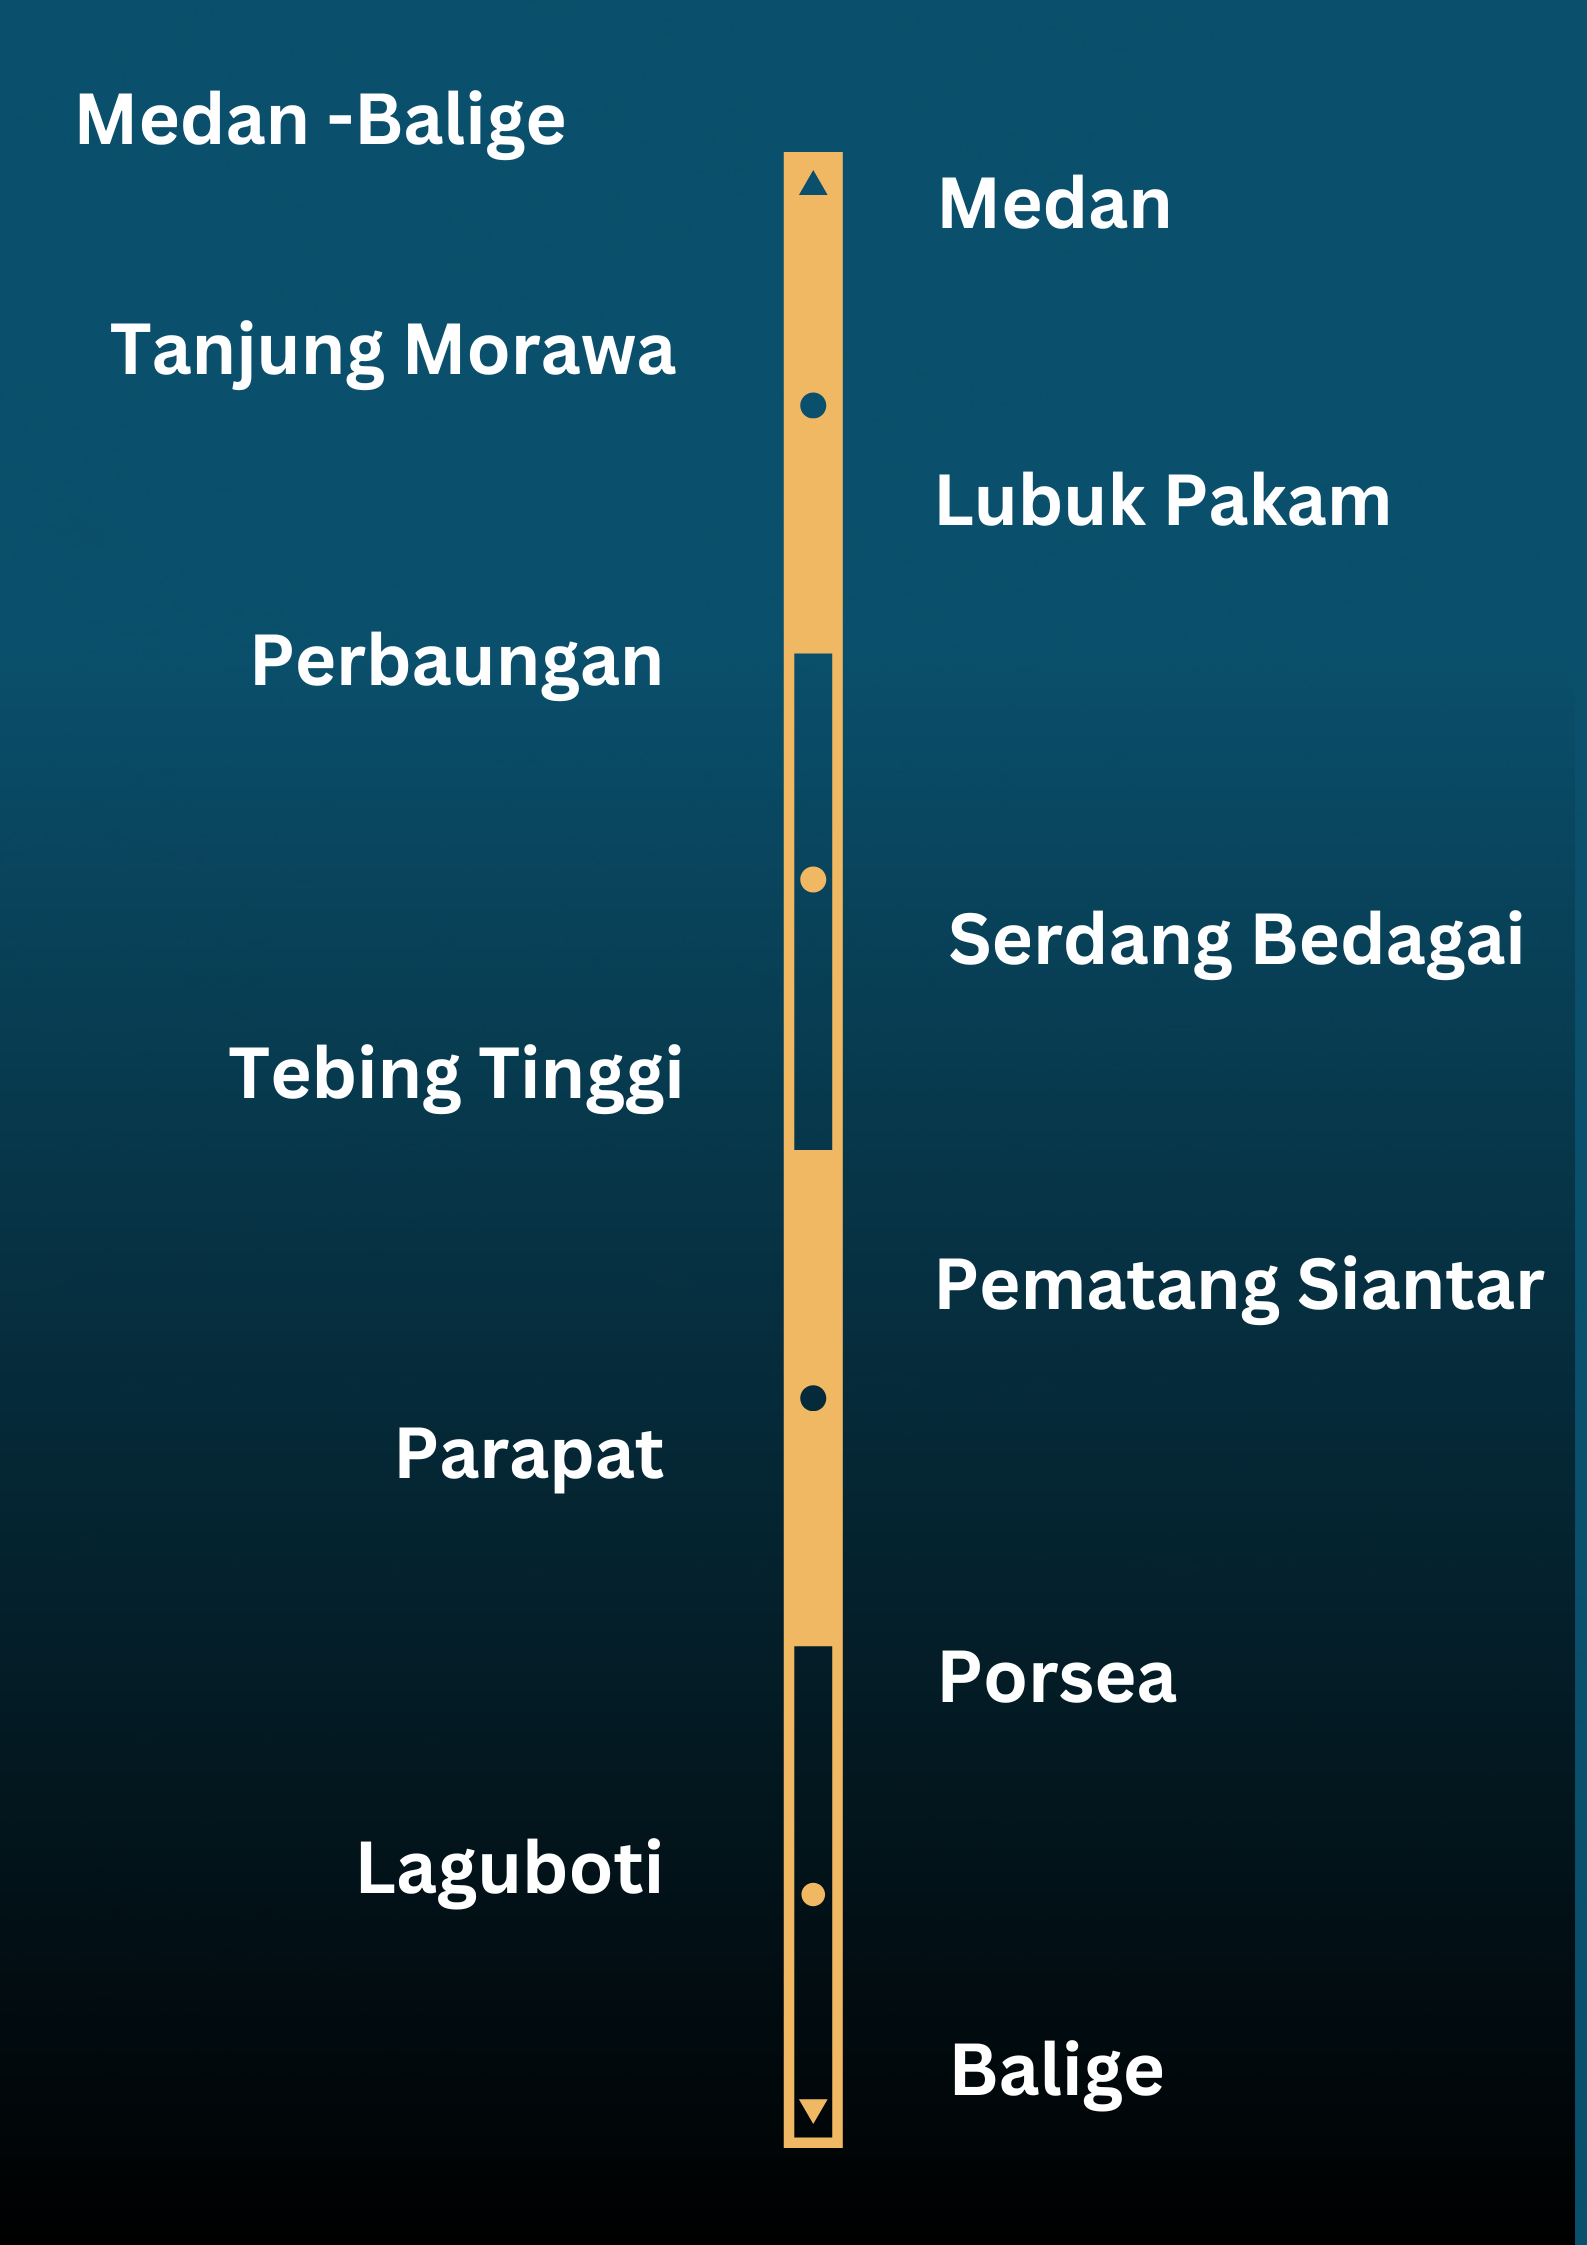 Medan -Balige
Medan
Tanjung Morawa
Lubuk Pakam
Perbaungan
Serdang Bedagai
Tebing Tinggi
Pematang Siantar
Parapat
Porsea
Laguboti
Balige